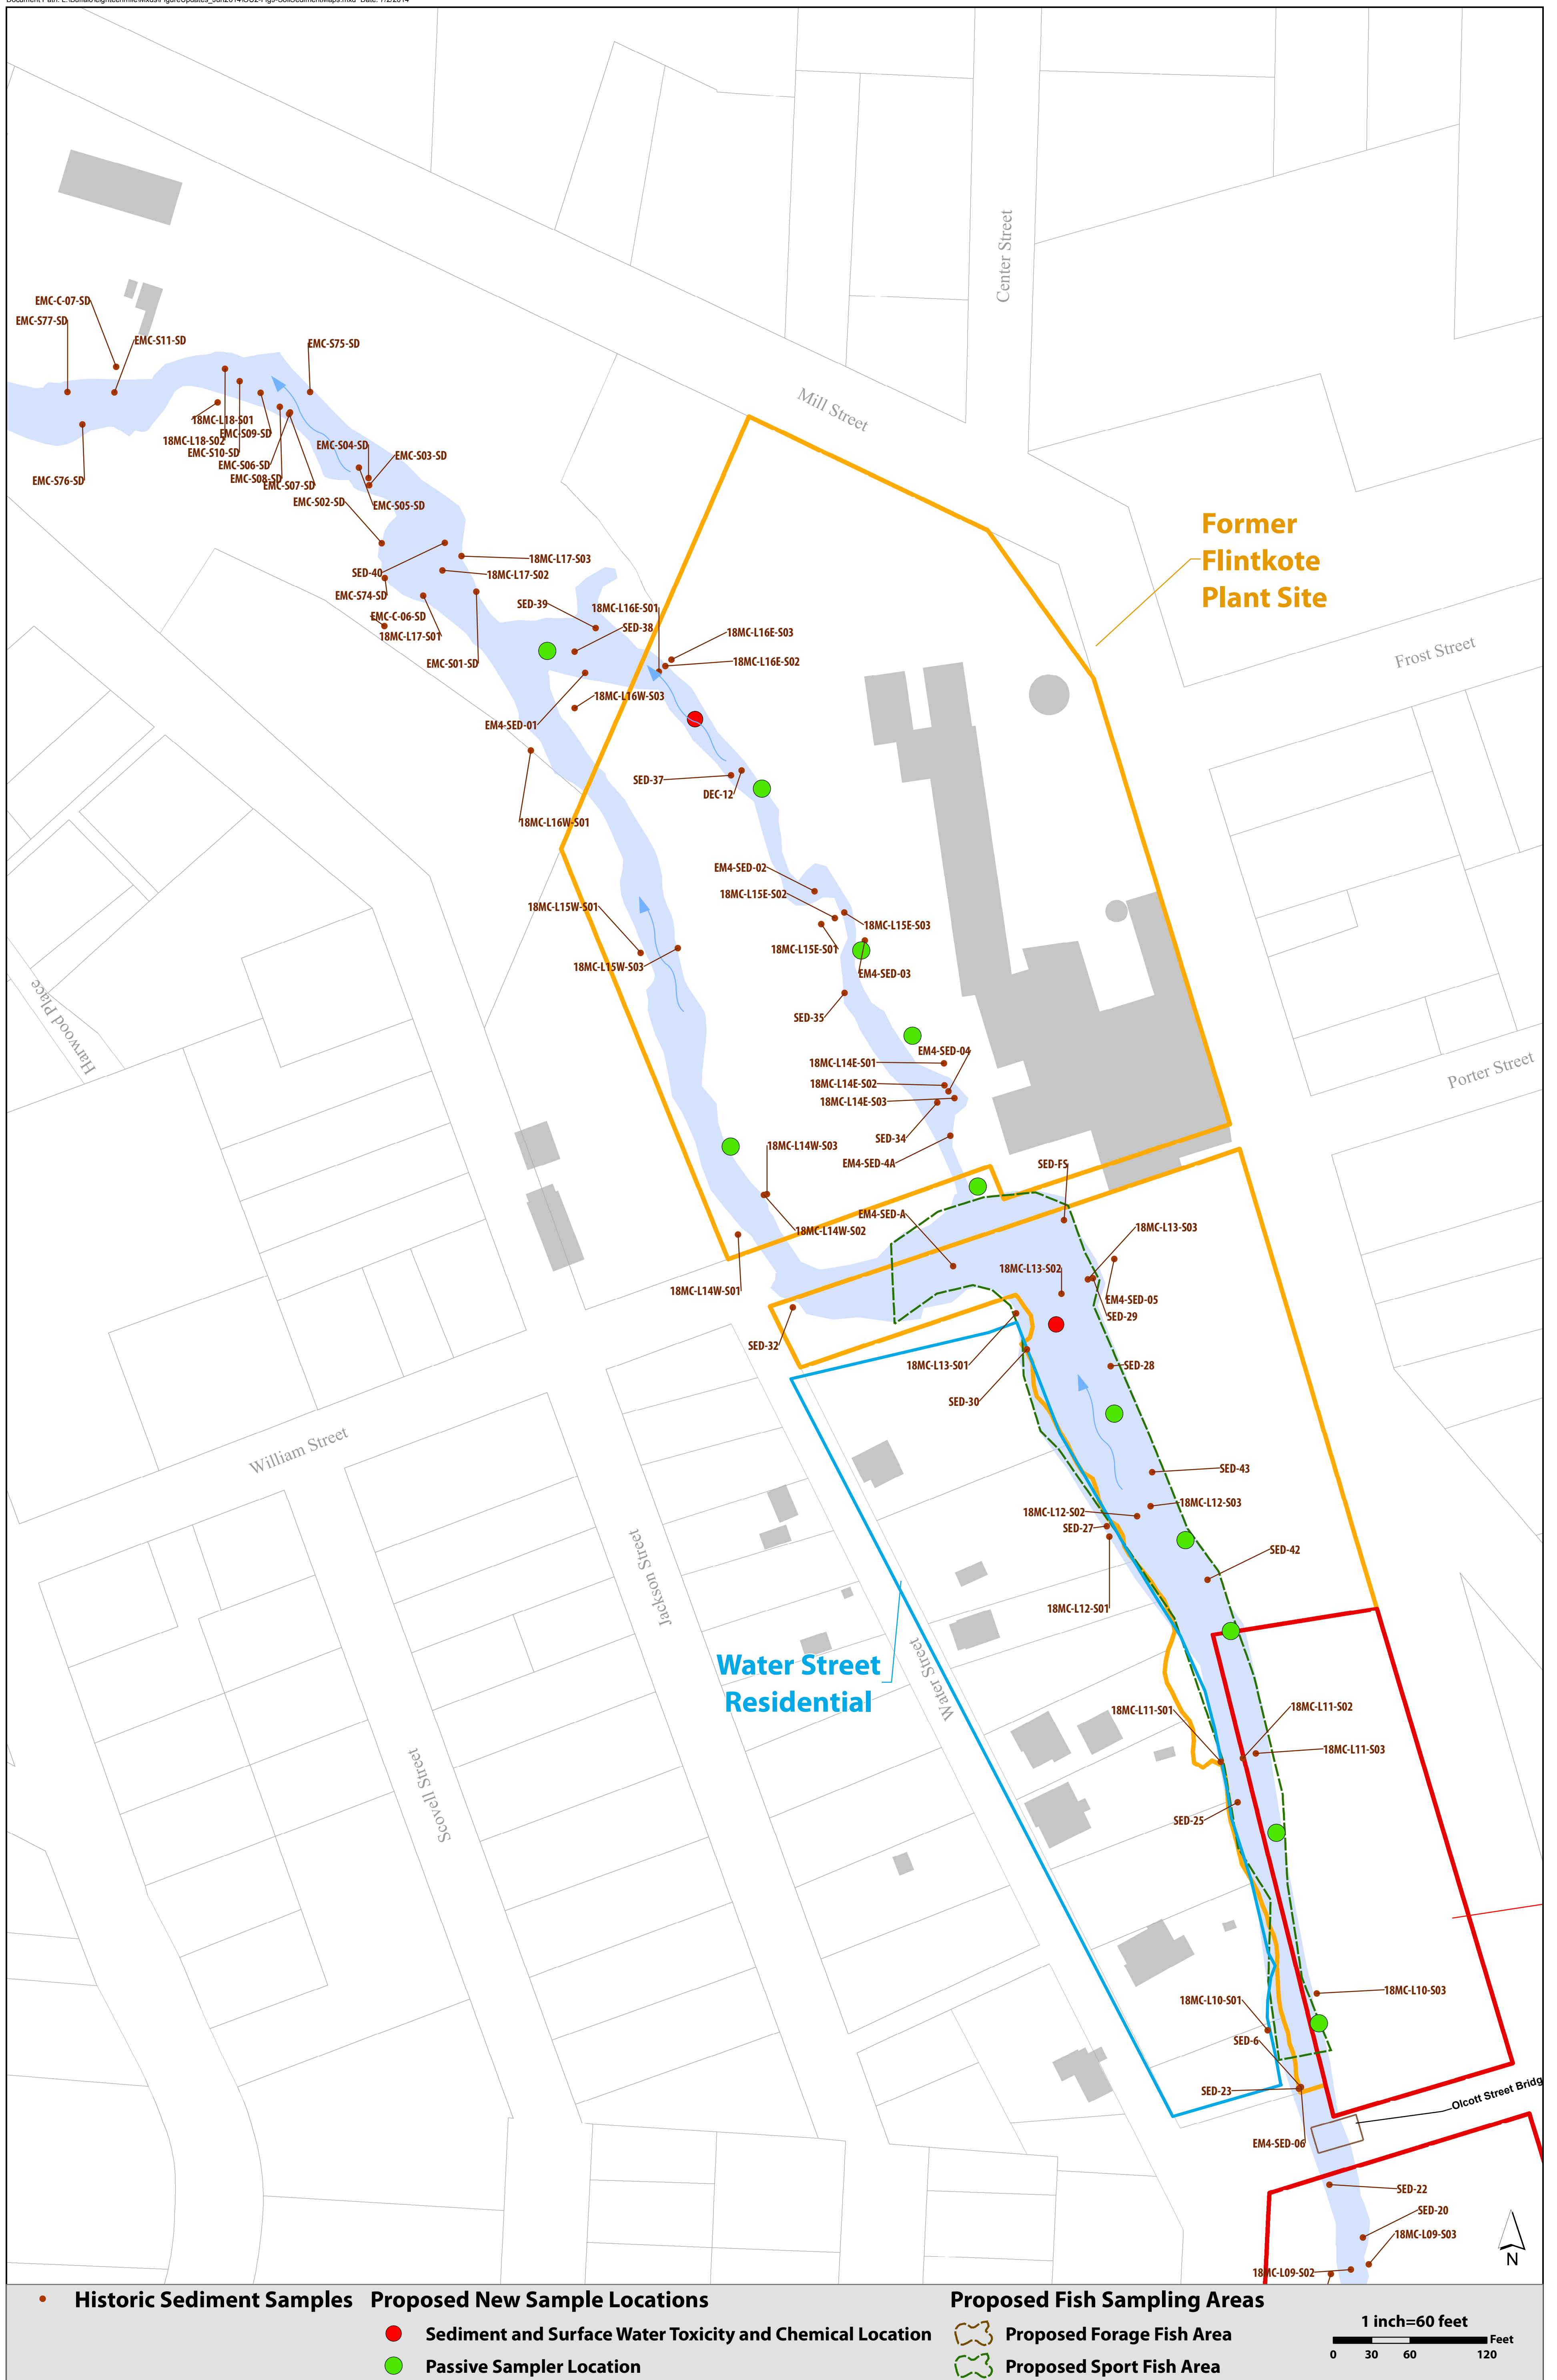 Center Street
Mill Street
EMC-C-07-SD
EMC-S77-SD
EMC-S11-SD
EMC-S75-SD
18MC-L18-S01
EMC-S09-SD
18MC-L18-S02
EMC-S10-SD
EMC-S04-SD
EMC-S03-SD
EMC-S06-SD
EMC-S08-SD
EMC-S07-SD
EMC-S76-SD
EMC-S02-SD
EMC-S05-SD
Former
Flintkote
Plant Site
18MC-L17-S03
SED-40
18MC-L17-S02
EMC-S74-SD
SED-39
18MC-L16E-S01
EMC-C-06-SD
SED-38
18MC-L17-S01
18MC-L16E-S03
EMC-S01-SD
18MC-L16E-S02
Frost Street
18MC-L16W-S03
EM4-SED-01
SED-37
DEC-12
18MC-L16W-S01
EM4-SED-02
18MC-L15E-S02
18MC-L15W-S01
18MC-L15E-S03
18MC-L15E-S01
18MC-L15W-S03
EM4-SED-03
SED-35
Harwood Place
EM4-SED-04
18MC-L14E-S01
Porter Street
18MC-L14E-S02
18MC-L14E-S03
SED-34
18MC-L14W-S03
EM4-SED-4A
SED-FS
EM4-SED-A
18MC-L13-S03
18MC-L14W-S02
18MC-L13-S02
18MC-L14W-S01
EM4-SED-05
SED-29
SED-32
18MC-L13-S01
SED-28
SED-30
William Street
SED-43
18MC-L12-S03
18MC-L12-S02
SED-27
SED-42
Jackson Street
18MC-L12-S01
Water Street
Residential
Water Street
18MC-L11-S01
18MC-L11-S02
18MC-L11-S03
Scovell Street
SED-25
18MC-L10-S03
18MC-L10-S01
SED-6
SED-23
Olcott Street Bridg
EM4-SED-06
SED-22
SED-20
18MC-L09-S03
18MC-L09-S02
N
Historic Sediment Samples
Proposed New Sample Locations
Sediment and Surface Water Toxicity and Chemical Location
Passive Sampler Location
Proposed Fish Sampling Areas
Proposed Forage Fish Area
Proposed Sport Fish Area
1 inch=60 feet
Feet
0 30 60 120